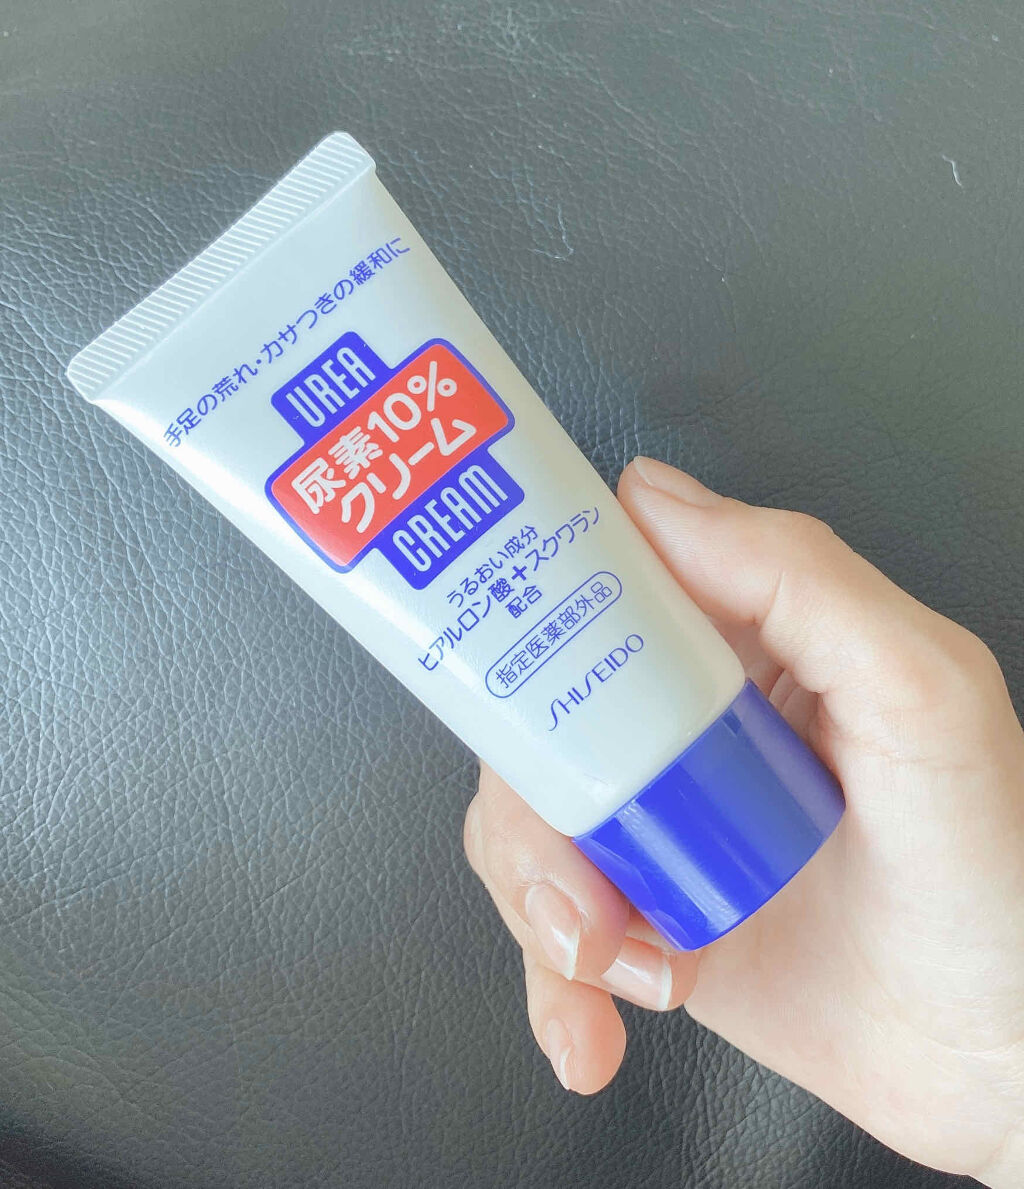 手足の荒れ・カサつきの緩和に
UREA
尿素10%
クリーム
CREAM
うるおい成分
ヒアルロン酸+スクワラン
配合
指定医薬部外品
SHISEIDO